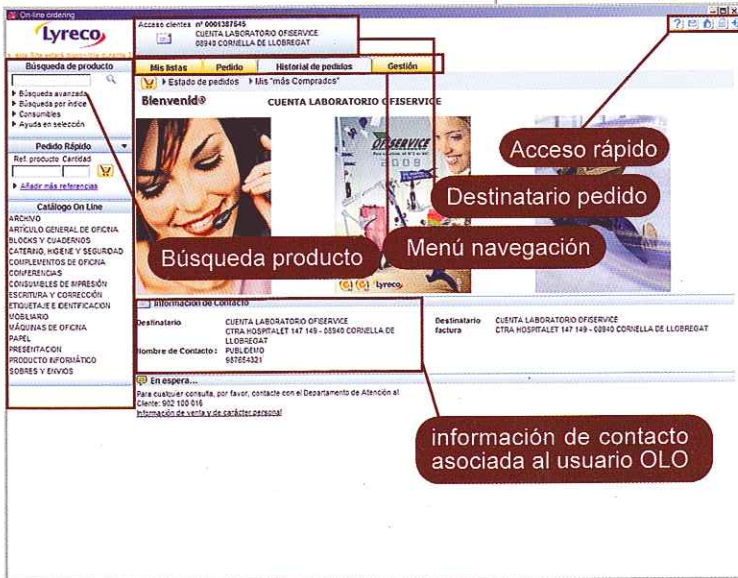 On-line ordering
Lyreco
Acceso clientes nº 0001387545
CUENTA LABORATORIO OFISERVICE
08940 CORNELLA DE LLOBREGAT
Búsqueda de producto
Búsqueda avanzada
Búsqueda por índice
Consumibles
Ayuda en selección
Pedido Rápido
Ref. producto Cantidad
Añadir más referencias
Catálogo On Line
ARCHIVO
ARTÍCULO GENERAL DE OFICINA
BLOCKS Y CUADERNOS
CATERING, HIGIENE Y SEGURIDAD
COMPLEMENTOS DE OFICINA
CONFERENCIAS
CONSUMIBLES DE IMPRESIÓN
ESCRITURA Y CORRECCIÓN
ETIQUETAJE E IDENTIFICACIÓN
MOBILIARIO
MÁQUINAS DE OFICINA
PAPEL
PRESENTACION
PRODUCTO INFORMÁTICO
SOBRES Y ENVIOS
Mis listas Pedido Historial de pedidos Gestión
Estado de pedidos Mis "más Comprados"
Bienvenid@ CUENTA LABORATORIO OFISERVICE
OFISERVICE
2009
Lyreco
Acceso rápido
Destinatario pedido
Menú navegación
Búsqueda producto
Información de Contacto
Destinatario CUENTA LABORATORIO OFISERVICE
CTRA HOSPITALET 147 149 - 08940 CORNELLA DE
LLOBREGAT
Nombre de Contacto : PUBLIDEMO
987654321
Destinatario CUENTA LABORATORIO OFISERVICE
factura CTRA HOSPITALET 147 149 - 08940 CORNELLA DE LLOBREGAT
En espera...
Para cualquier consulta, por favor, contacte con el Departamento de Atención al
Cliente: 902 100 016
Información de venta y de carácter personal
información de contacto
asociada al usuario OLO